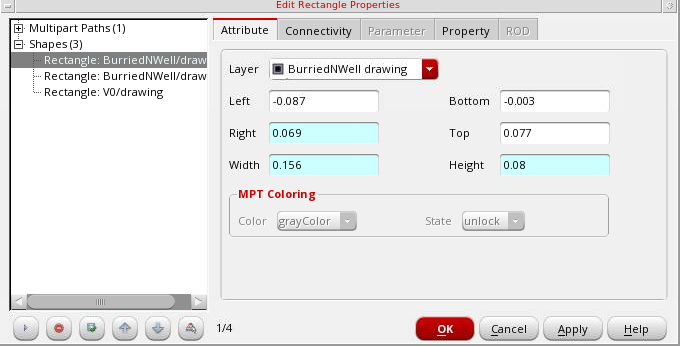 Edit Rectangle Properties
Multipart Paths (1)
Shapes (3)
Rectangle: BurriedNWell/draw
Rectangle: BurriedNWell/draw
Rectangle: V0/drawing
Attribute Connectivity Parameter Property ROD
Layer BurriedNWell drawing
Left -0.087 Bottom -0.003
Right 0.069 Top 0.077
Width 0.156 Height 0.08
MPT Coloring
Color grayColor State unlock
1/4 OK Cancel Apply Help